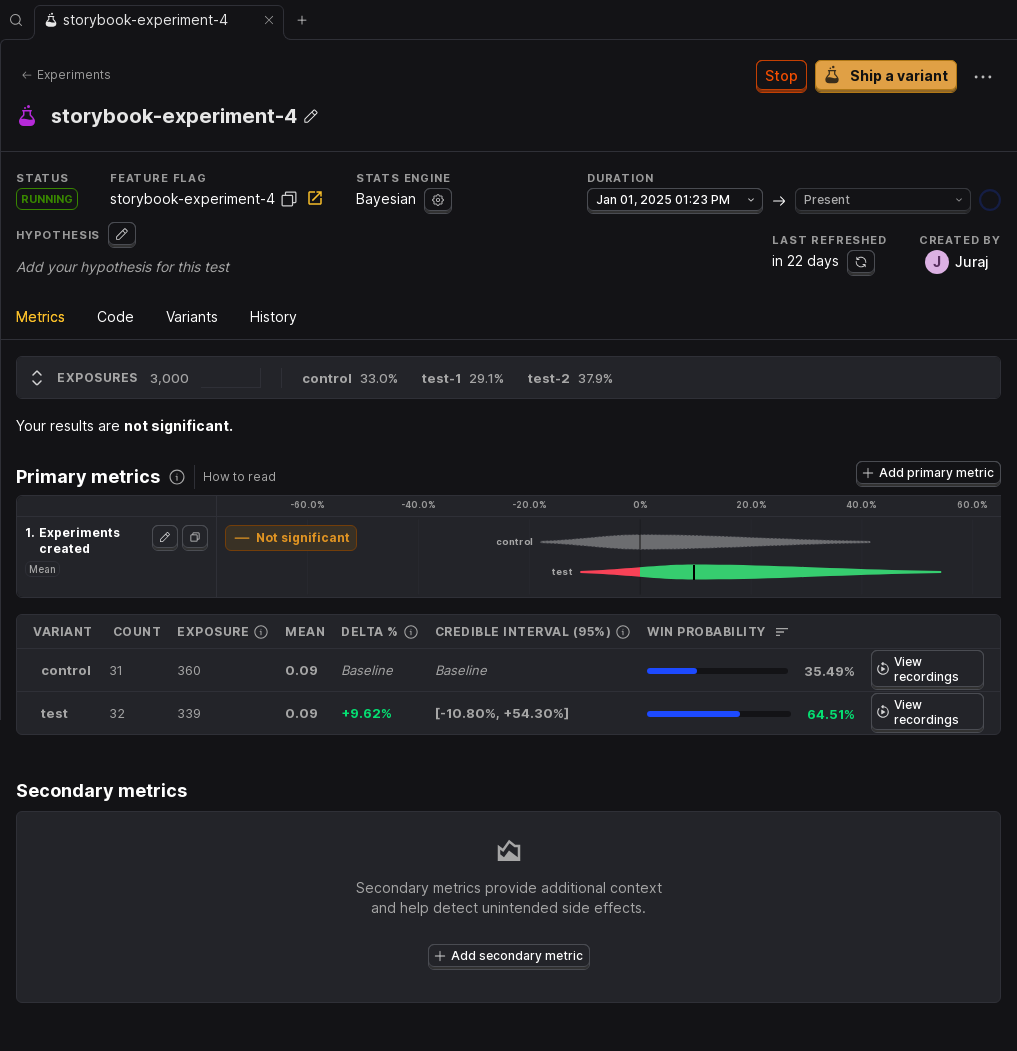 storybook-experiment-4
Experiments
Stop
Ship a variant
storybook-experiment-4
STATUS
FEATURE FLAG
STATS ENGINE
DURATION
RUNNING
storybook-experiment-4
Bayesian
Jan 01, 2025 01:23 PM
Present
HYPOTHESIS
LAST REFRESHED
CREATED BY
Add your hypothesis for this test
in 22 days
J
Juraj
Metrics
Code
Variants
History
EXPOSURES
3,000
control 33.0%
test-1 29.1%
test-2 37.9%
Your results are not significant.
Primary metrics
How to read
Add primary metric
-60.0%
-40.0%
-20.0%
0%
20.0%
40.0%
60.0%
1. Experiments
created
Mean
Not significant
control
test
VARIANT
COUNT
EXPOSURE
MEAN
DELTA %
CREDIBLE INTERVAL (95%)
WIN PROBABILITY
control
31
360
0.09
Baseline
Baseline
35.49%
View
recordings
test
32
339
0.09
+9.62%
[-10.80%, +54.30%]
64.51%
View
recordings
Secondary metrics
Secondary metrics provide additional context
and help detect unintended side effects.
Add secondary metric